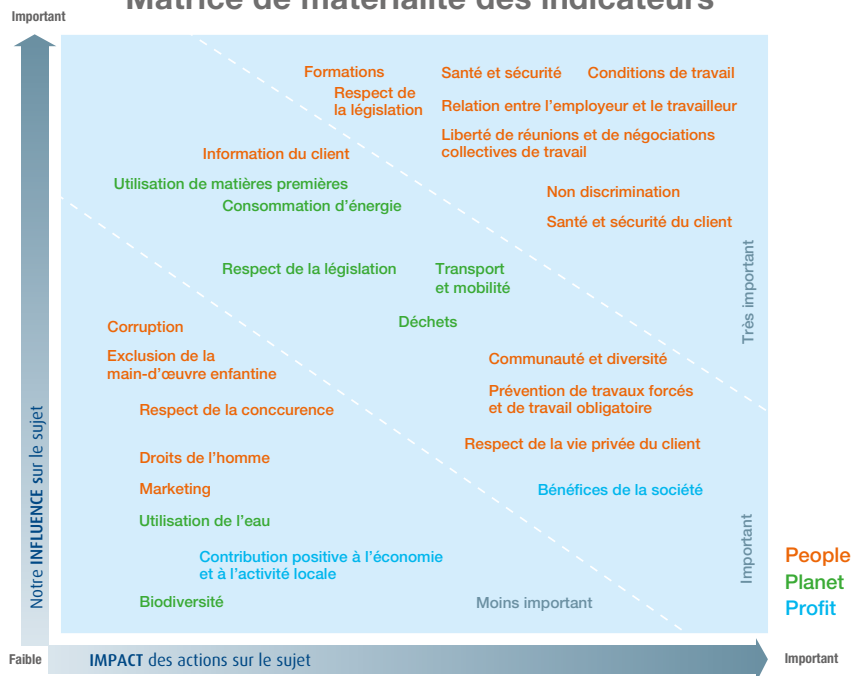 Matrice de matérialité des indicateurs
Important
Formations
Santé et sécurité
Conditions de travail
Respect de
la législation
Relation entre l'employeur et le travailleur
Liberté de réunions et de négociations
collectives de travail
Information du client
Utilisation de matières premières
Consommation d'énergie
Non discrimination
Santé et sécurité du client
Respect de la législation
Transport
et mobilité
Très important
Déchets
Corruption
Exclusion de la
main-d'œuvre enfantine
Communauté et diversité
Prévention de travaux forcés
et de travail obligatoire
Respect de la conccurence
Respect de la vie privée du client
Droits de l'homme
Marketing
Bénéfices de la société
Utilisation de l'eau
Contribution positive à l'économie
et à l'activité locale
Biodiversité
Moins important
Important
Notre INFLUENCE sur le sujet
People
Planet
Profit
Faible
IMPACT des actions sur le sujet
Important